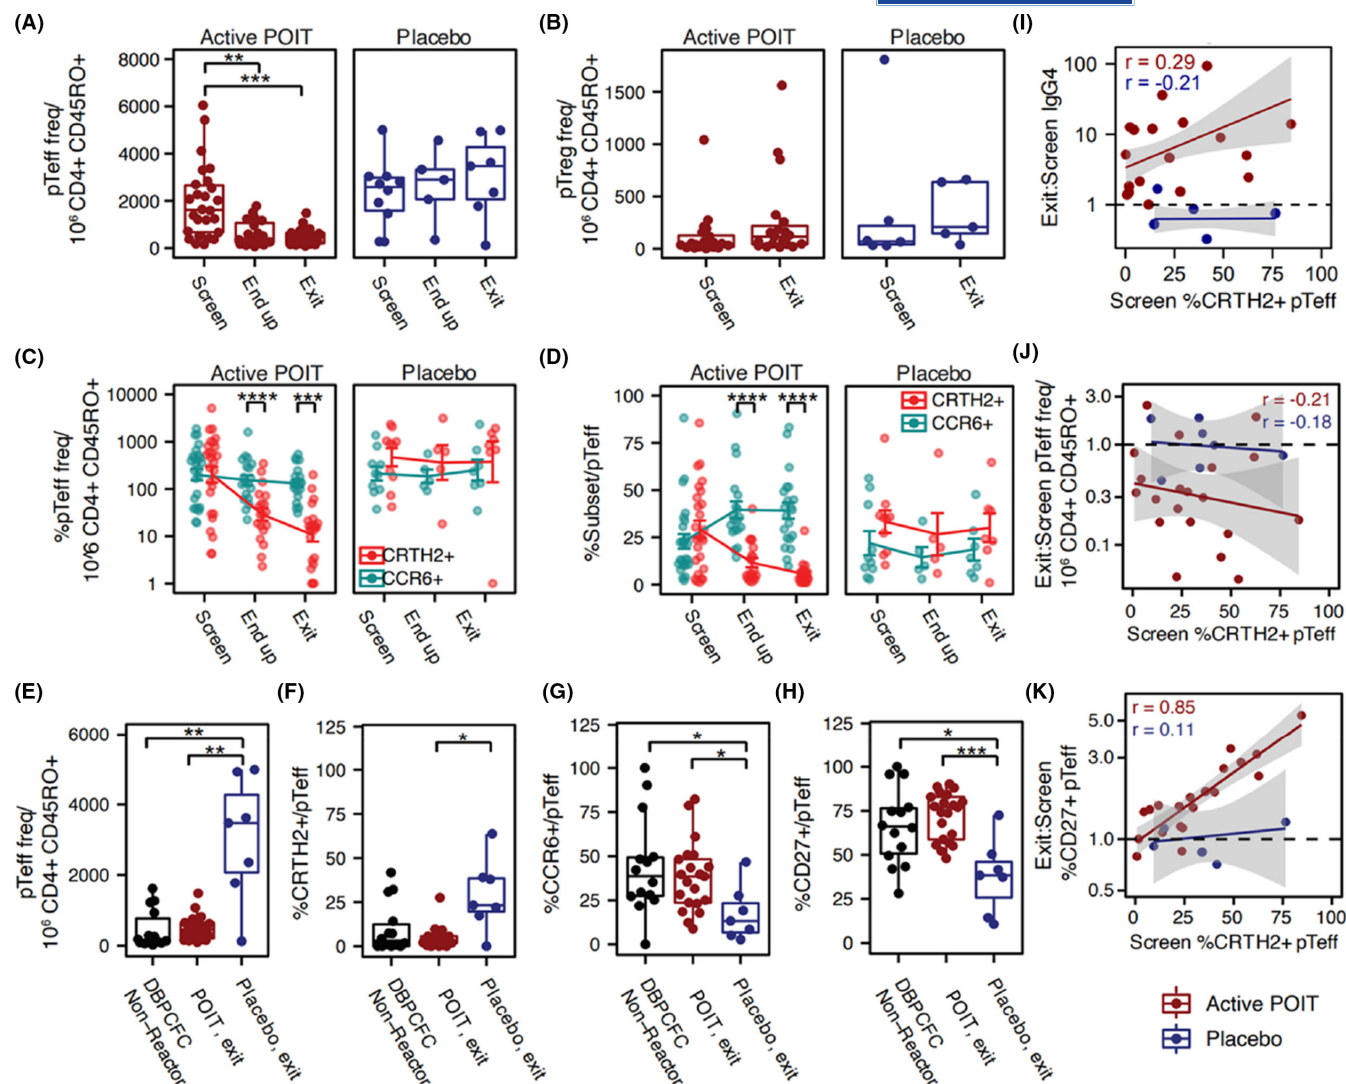 (A)
Active POIT
Placebo
pTeff freq/
10⁶ CD4+ CD45RO+
8000
6000
4000
2000
0
**
***
Screen
End up
Exit
Screen
End up
Exit
(B)
Active POIT
Placebo
pTreg freq/
10⁶ CD4+ CD45RO+
1500
1000
500
0
Screen
Exit
Screen
Exit
(I)
r = 0.29
r = -0.21
Exit:Screen IgG4
100
10
1
0 25 50 75 100
Screen %CRTH2+ pTeff
(C)
Active POIT
Placebo
%pTeff freq/
10^6 CD4+ CD45RO+
10000
1000
100
10
1
**** ***
CRTH2+
CCR6+
Screen
End up
Exit
Screen
End up
Exit
(D)
Active POIT
Placebo
%Subset/pTeff
100
75
50
25
0
**** ****
CRTH2+
CCR6+
Screen
End up
Exit
Screen
End up
Exit
(J)
r = -0.21
r = -0.18
Exit:Screen pTeff freq/
10⁶ CD4+ CD45RO+
3.0
1.0
0.3
0.1
0 25 50 75 100
Screen %CRTH2+ pTeff
(E)
pTeff freq/
10⁶ CD4+ CD45RO+
6000
4000
2000
0
**
**
DBPCFC
Non-Reactor
POIT, exit
Placebo, exit
(F)
%CRTH2+/pTeff
125
100
75
50
25
0
*
DBPCFC
Non-Reactor
POIT, exit
Placebo, exit
(G)
%CCR6+/pTeff
125
100
75
50
25
0
*
*
DBPCFC
Non-Reactor
POIT, exit
Placebo, exit
(H)
%CD27+/pTeff
125
100
75
50
25
0
*
***
DBPCFC
Non-Reactor
POIT, exit
Placebo, exit
(K)
r = 0.85
r = 0.11
Exit:Screen
%CD27+ pTeff
5.0
3.0
1.0
0.5
0 25 50 75 100
Screen %CRTH2+ pTeff
Active POIT
Placebo